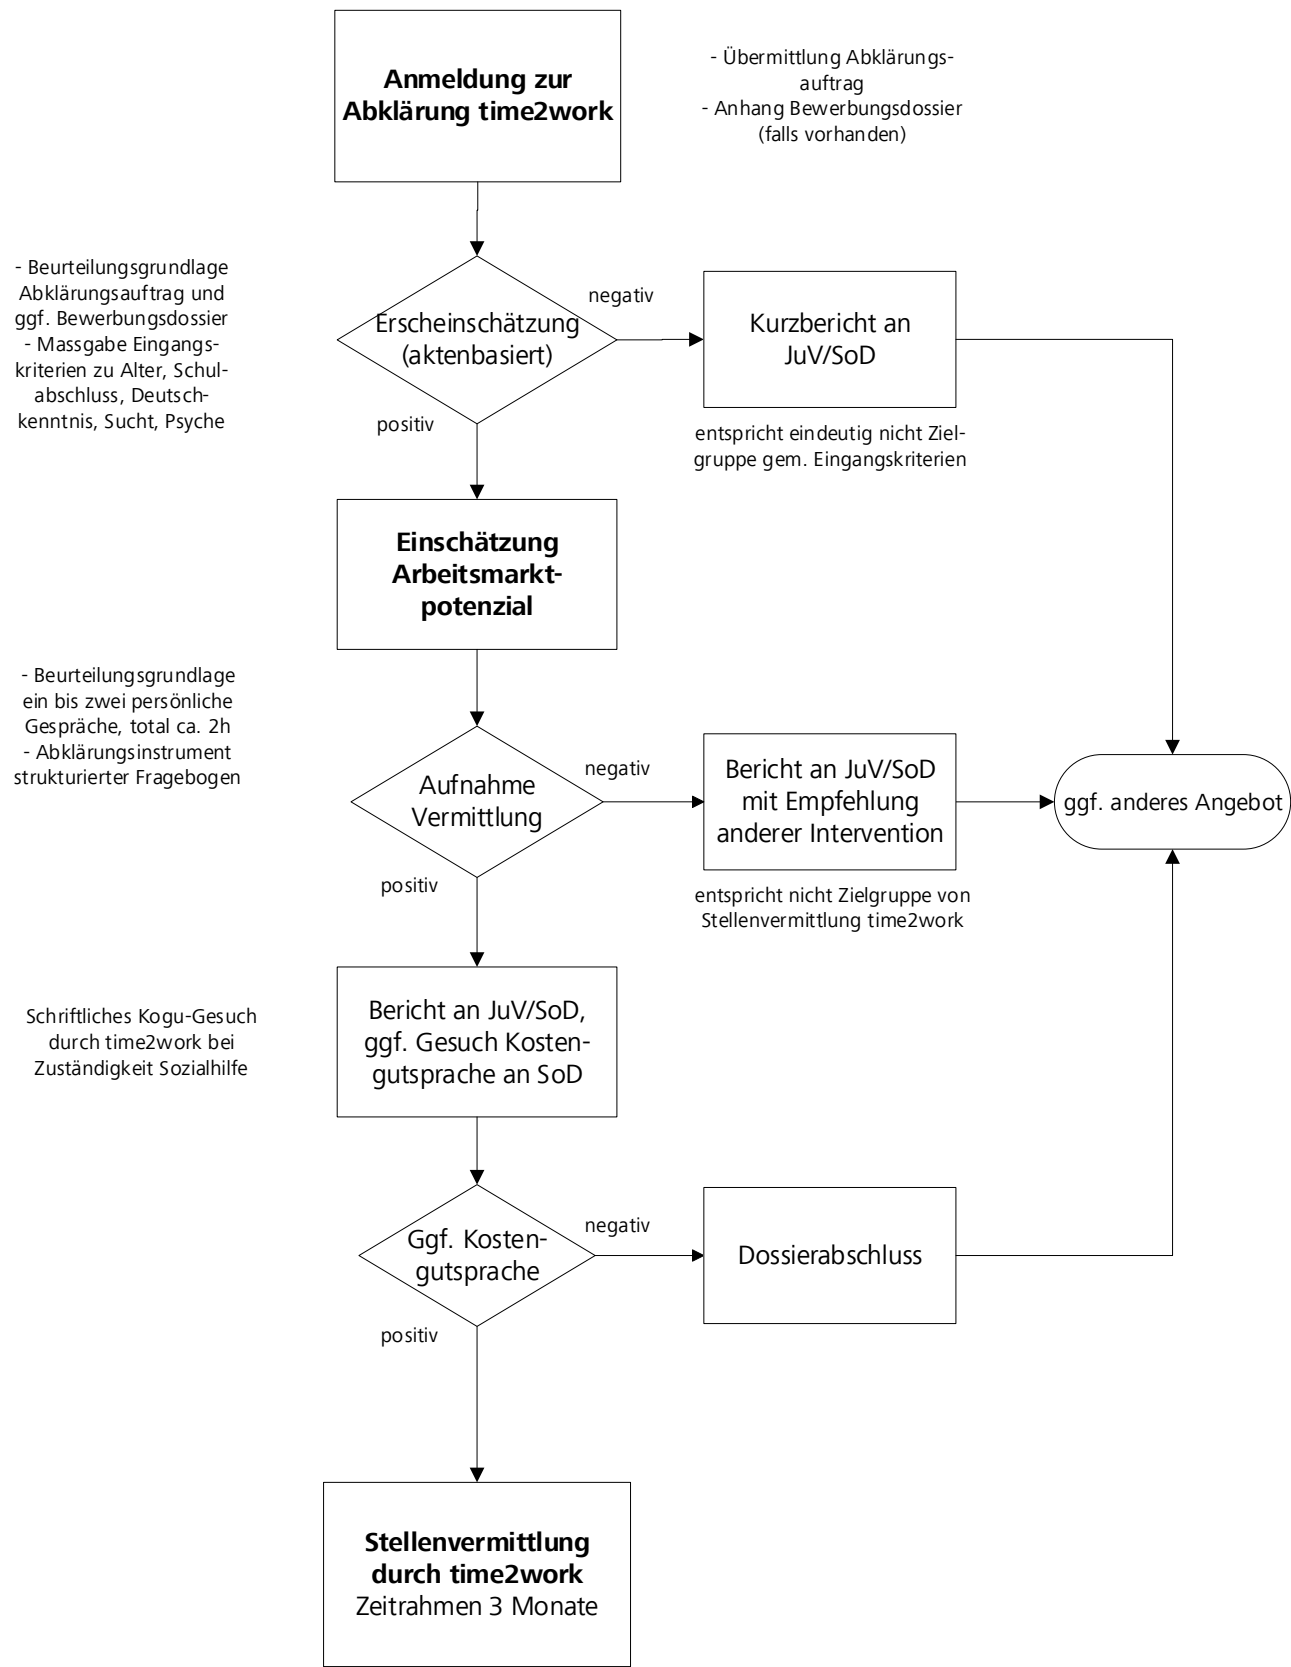 Anmeldung zur
Abklärung time2work
- Übermittlung Abklärungs-
auftrag
- Anhang Bewerbungsdossier
(falls vorhanden)
- Beurteilungsgrundlage
Abklärungsauftrag und
ggf. Bewerbungsdossier
- Massgabe Eingangs-
kriterien zu Alter, Schul-
abschluss, Deutsch-
kenntnis, Sucht, Psyche
Erscheinschätzung
(aktenbasiert)
negativ
positiv
Kurzbericht an
JuV/SoD
entspricht eindeutig nicht Ziel-
gruppe gem. Eingangskriterien
Einschätzung
Arbeitsmarkt-
potenzial
- Beurteilungsgrundlage
ein bis zwei persönliche
Gespräche, total ca. 2h
- Abklärungsinstrument
strukturierter Fragebogen
Aufnahme
Vermittlung
negativ
positiv
Bericht an JuV/SoD
mit Empfehlung
anderer Intervention
entspricht nicht Zielgruppe von
Stellenvermittlung time2work
ggf. anderes Angebot
Schriftliches Kogu-Gesuch
durch time2work bei
Zuständigkeit Sozialhilfe
Bericht an JuV/SoD,
ggf. Gesuch Kosten-
gutsprache an SoD
Ggf. Kosten-
gutsprache
negativ
positiv
Dossierabschluss
Stellenvermittlung
durch time2work
Zeitrahmen 3 Monate